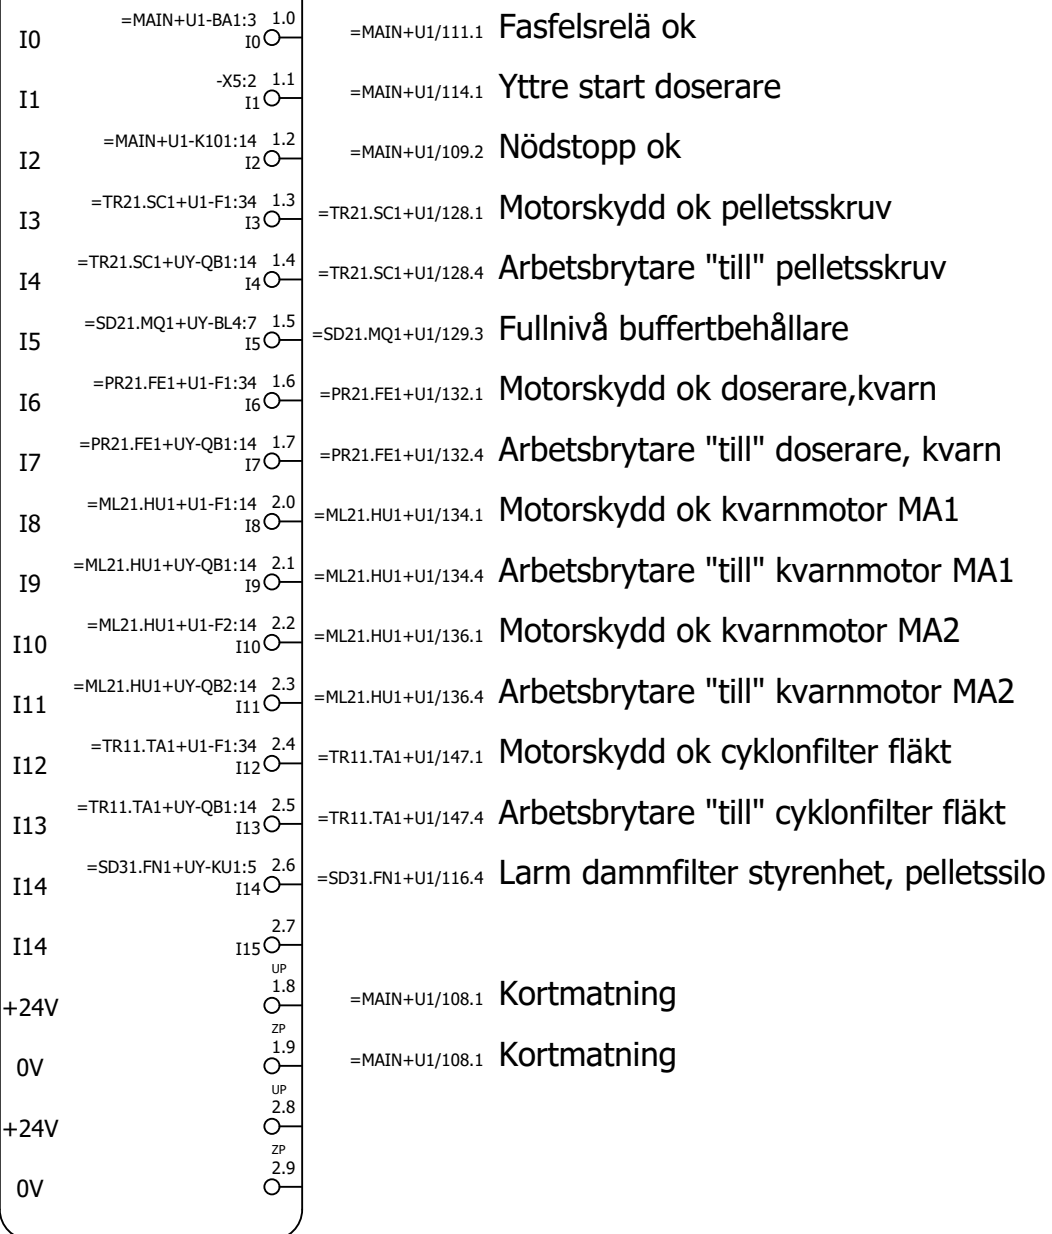 I0 =MAIN+U1-BA1:3 1.0 I0 =MAIN+U1/111.1 Fasfelsrelä ok
I1 -X5:2 1.1 I1 =MAIN+U1/114.1 Yttre start doserare
I2 =MAIN+U1-K101:14 1.2 I2 =MAIN+U1/109.2 Nödstopp ok
I3 =TR21.SC1+U1-F1:34 1.3 I3 =TR21.SC1+U1/128.1 Motorskydd ok pelletsskruv
I4 =TR21.SC1+UY-QB1:14 1.4 I4 =TR21.SC1+U1/128.4 Arbetsbrytare "till" pelletsskruv
I5 =SD21.MQ1+UY-BL4:7 1.5 I5 =SD21.MQ1+U1/129.3 Fullnivå buffertbehållare
I6 =PR21.FE1+U1-F1:34 1.6 I6 =PR21.FE1+U1/132.1 Motorskydd ok doserare,kvarn
I7 =PR21.FE1+UY-QB1:14 1.7 I7 =PR21.FE1+U1/132.4 Arbetsbrytare "till" doserare, kvarn
I8 =ML21.HU1+U1-F1:14 2.0 I8 =ML21.HU1+U1/134.1 Motorskydd ok kvarnmotor MA1
I9 =ML21.HU1+UY-QB1:14 2.1 I9 =ML21.HU1+U1/134.4 Arbetsbrytare "till" kvarnmotor MA1
I10 =ML21.HU1+U1-F2:14 2.2 I10 =ML21.HU1+U1/136.1 Motorskydd ok kvarnmotor MA2
I11 =ML21.HU1+UY-QB2:14 2.3 I11 =ML21.HU1+U1/136.4 Arbetsbrytare "till" kvarnmotor MA2
I12 =TR11.TA1+U1-F1:34 2.4 I12 =TR11.TA1+U1/147.1 Motorskydd ok cyklonfilter fläkt
I13 =TR11.TA1+UY-QB1:14 2.5 I13 =TR11.TA1+U1/147.4 Arbetsbrytare "till" cyklonfilter fläkt
I14 =SD31.FN1+UY-KU1:5 2.6 I14 =SD31.FN1+U1/116.4 Larm dammfilter styrenhet, pelletssilo
I14 2.7 I15
+24V UP 1.8 =MAIN+U1/108.1 Kortmatning
0V ZP 1.9 =MAIN+U1/108.1 Kortmatning
+24V UP 2.8
0V ZP 2.9